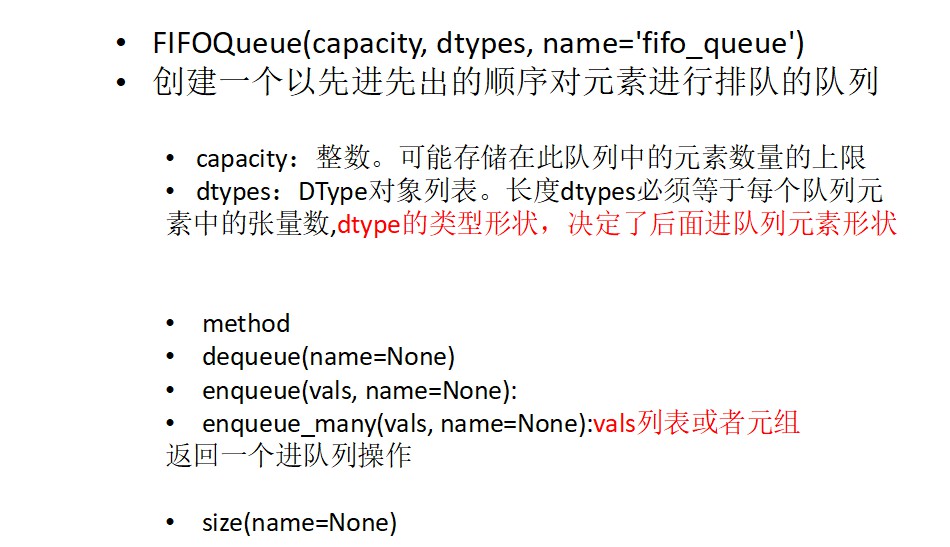 • FIFOQueue(capacity, dtypes, name='fifo_queue')
• 创建一个以先进先出的顺序对元素进行排队的队列
• capacity：整数。可能存储在此队列中的元素数量的上限
• dtypes：DType对象列表。长度dtypes必须等于每个队列元
素中的张量数,dtype的类型形状，决定了后面进队列元素形状
• method
• dequeue(name=None)
• enqueue(vals, name=None):
• enqueue_many(vals, name=None):vals列表或者元组
返回一个进队列操作
• size(name=None)